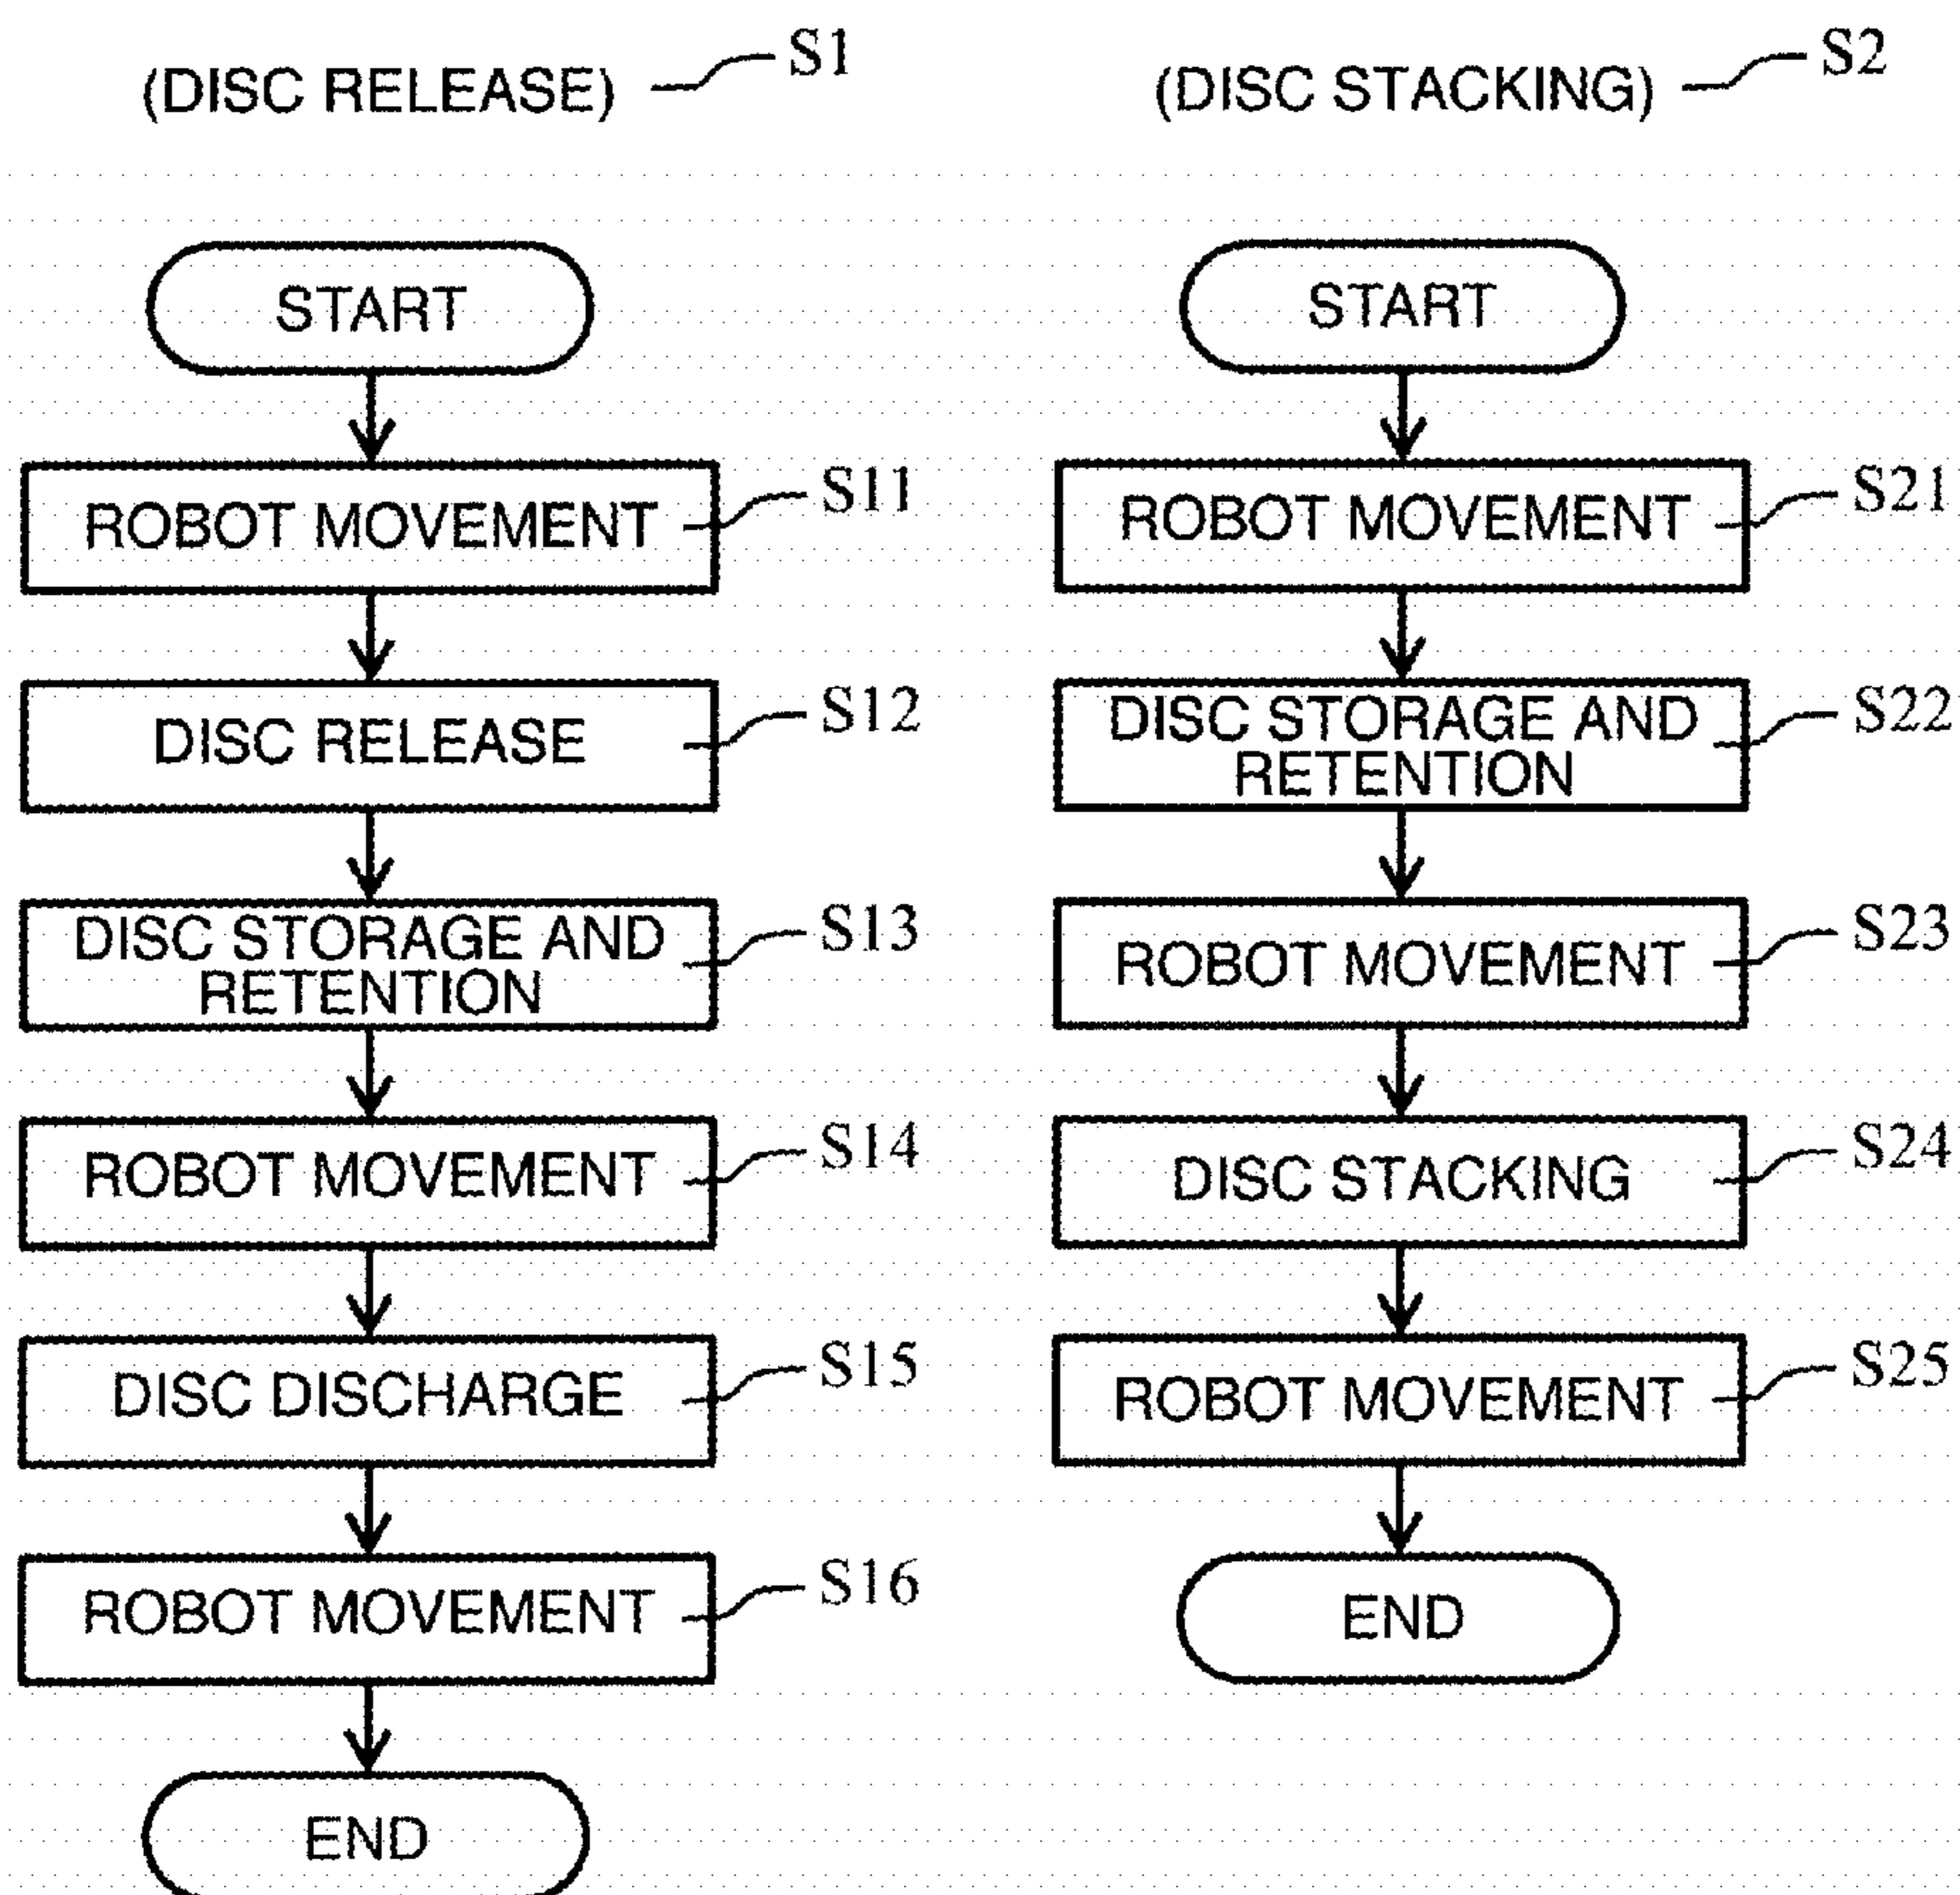 (DISC RELEASE) S1
START
ROBOT MOVEMENT S11
DISC RELEASE S12
DISC STORAGE AND
RETENTION
S13
ROBOT MOVEMENT S14
DISC DISCHARGE S15
ROBOT MOVEMENT S16
END
(DISC STACKING) S2
START
ROBOT MOVEMENT S21
DISC STORAGE AND
RETENTION
S22
ROBOT MOVEMENT S23
DISC STACKING S24
ROBOT MOVEMENT S25
END